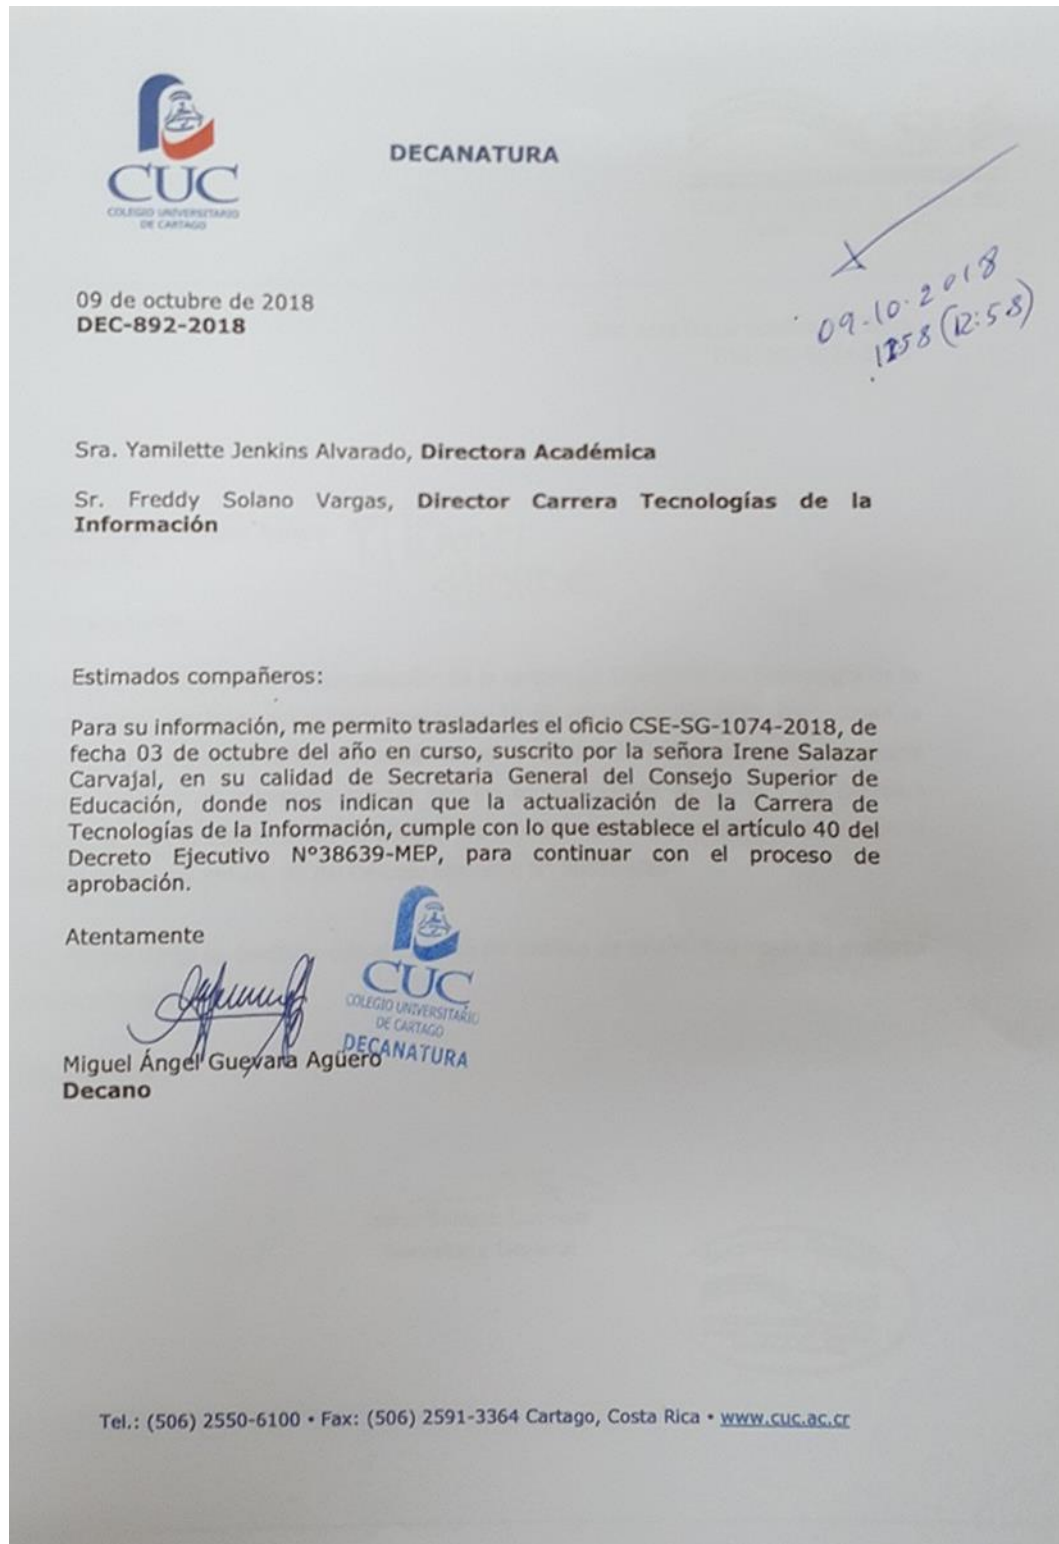 CUC
COLEGIO UNIVERSITARIO
DE CARTAGO
DECANATURA
09-10-2018
1258 (12:58)
09 de octubre de 2018
DEC-892-2018
Sra. Yamilette Jenkins Alvarado, Directora Académica
Sr. Freddy Solano Vargas, Director Carrera Tecnologías de la
Información
Estimados compañeros:
Para su información, me permito trasladarles el oficio CSE-SG-1074-2018, de
fecha 03 de octubre del año en curso, suscrito por la señora Irene Salazar
Carvajal, en su calidad de Secretaria General del Consejo Superior de
Educación, donde nos indican que la actualización de la Carrera de
Tecnologías de la Información, cumple con lo que establece el artículo 40 del
Decreto Ejecutivo Nº38639-MEP, para continuar con el proceso de
aprobación.
Atentamente
CUC
COLEGIO UNIVERSITARIO
DE CARTAGO
DECANATURA
Miguel Ángel Guevara Agüero
Decano
Tel.: (506) 2550-6100 • Fax: (506) 2591-3364 Cartago, Costa Rica • www.cuc.ac.cr